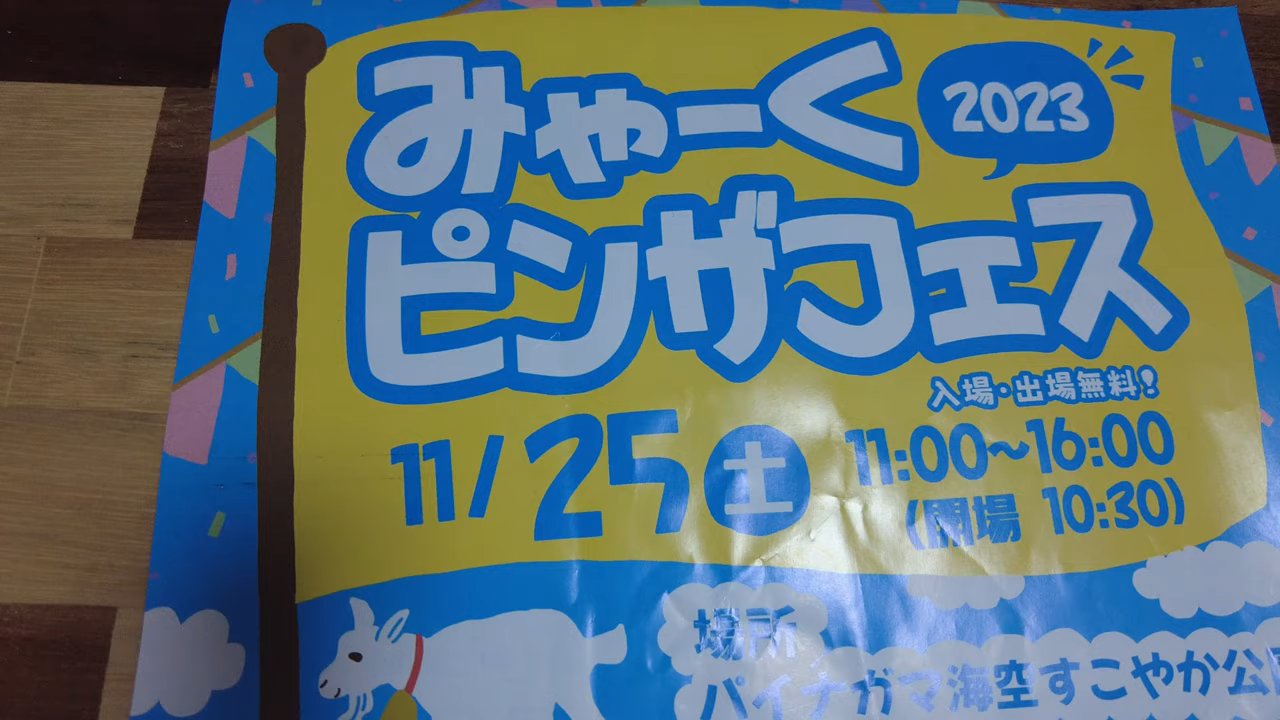 みゃーく
2023
ピンザフェス
入場・出場無料!
11/25 土
11:00~16:00
(開場 10:30)
場所
パイナガマ海空すこやか公